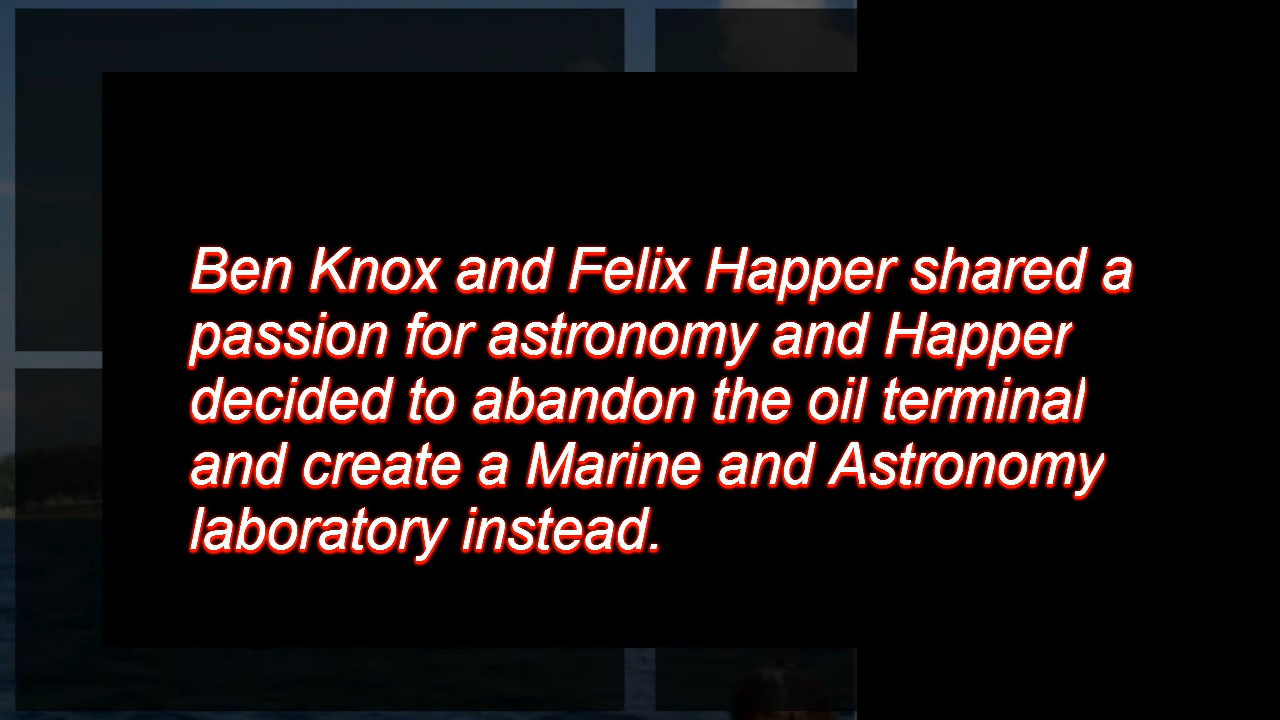 Ben Knox and Felix Happer shared a
passion for astronomy and Happer
decided to abandon the oil terminal
and create a Marine and Astronomy
laboratory instead.